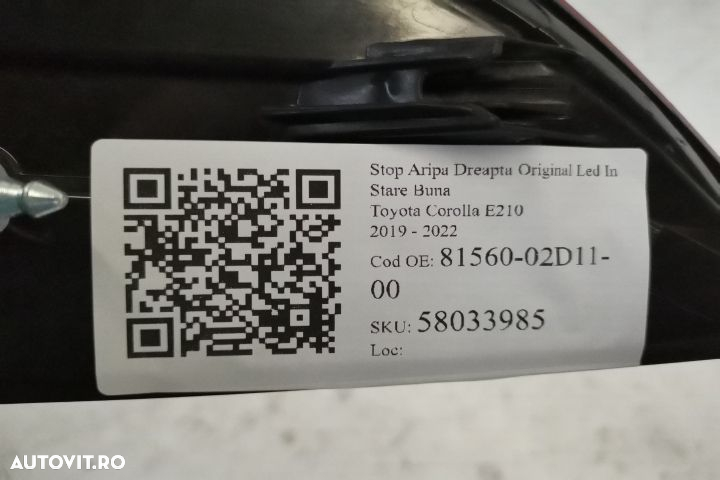 Stop Aripa Dreapta Original Led In
Stare Buna
Toyota Corolla E210
2019 - 2022
Cod OE: 81560-02D11-
00
SKU: 58033985
Loc:
AUTOVIT.RO